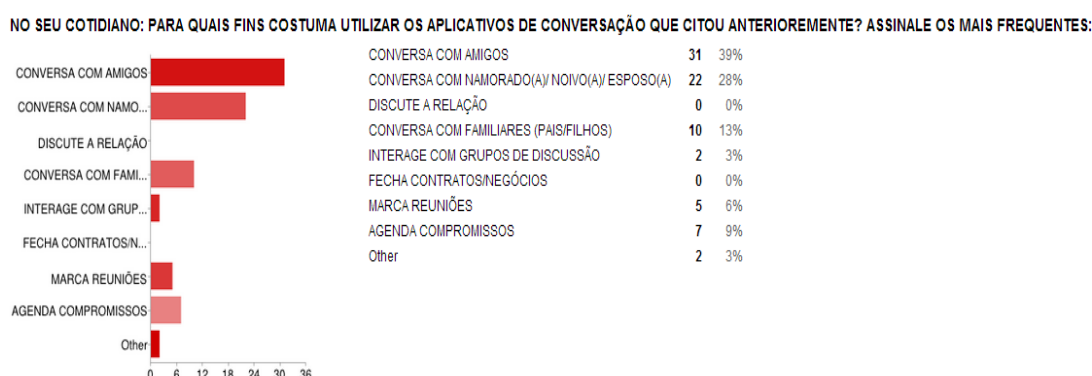 NO SEU COTIDIANO: PARA QUAIS FINS COSTUMA UTILIZAR OS APLICATIVOS DE CONVERSAÇÃO QUE CITOU ANTERIOREMENTE? ASSINALE OS MAIS FREQUENTES:
CONVERSA COM AMIGOS
CONVERSA COM NAMO...
DISCUTE A RELAÇÃO
CONVERSA COM FAMI...
INTERAGE COM GRUP...
FECHA CONTRATOS/N...
MARCA REUNIÕES
AGENDA COMPROMISSOS
Other
0 6 12 18 24 30 36
CONVERSA COM AMIGOS 31 39%
CONVERSA COM NAMORADO(A)/ NOIVO(A)/ ESPOSO(A) 22 28%
DISCUTE A RELAÇÃO 0 0%
CONVERSA COM FAMILIARES (PAIS/FILHOS) 10 13%
INTERAGE COM GRUPOS DE DISCUSSÃO 2 3%
FECHA CONTRATOS/NEGÓCIOS 0 0%
MARCA REUNIÕES 5 6%
AGENDA COMPROMISSOS 7 9%
Other 2 3%